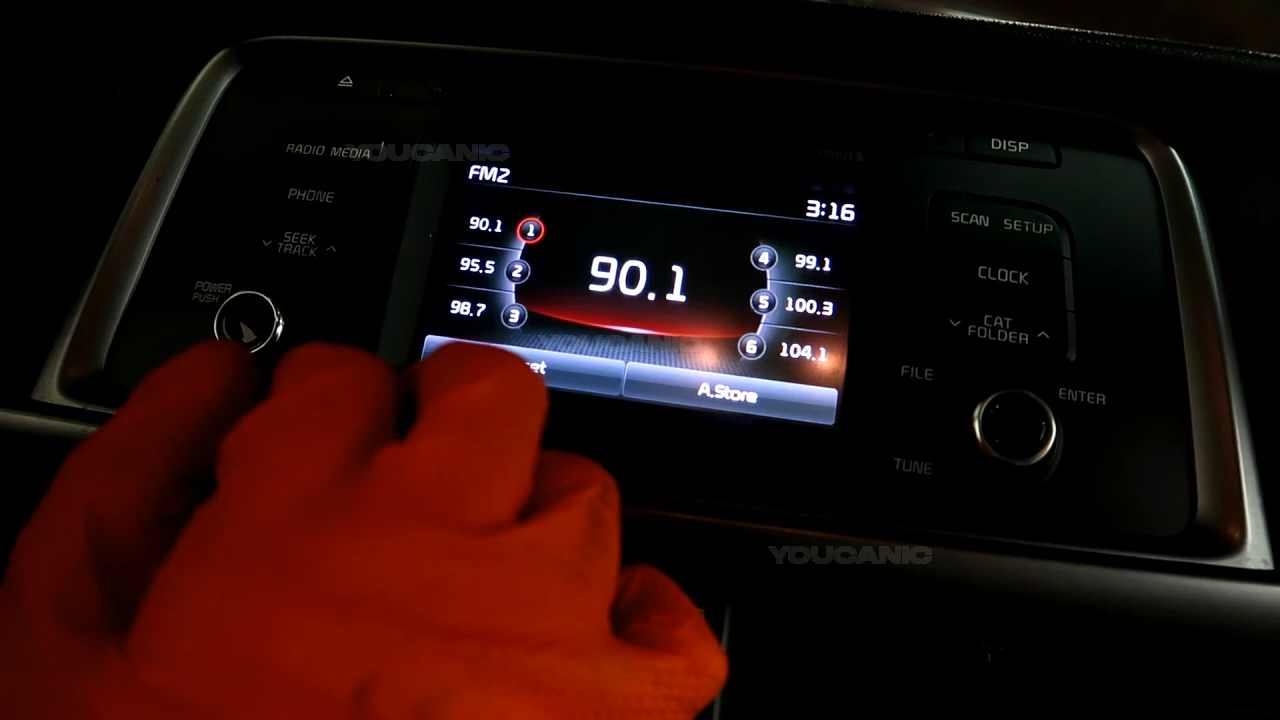 RADIO MEDIA
YOUCANIC
DISP
PHONE
FM2
3:16
SCAN SETUP
SEEK
TRACK
90.1 1
95.5 2
98.7 3
90.1
4 99.1
5 100.3
6 104.1
CLOCK
CAT
FOLDER
POWER
PUSH
A.Store
FILE
ENTER
TUNE
YOUCANIC